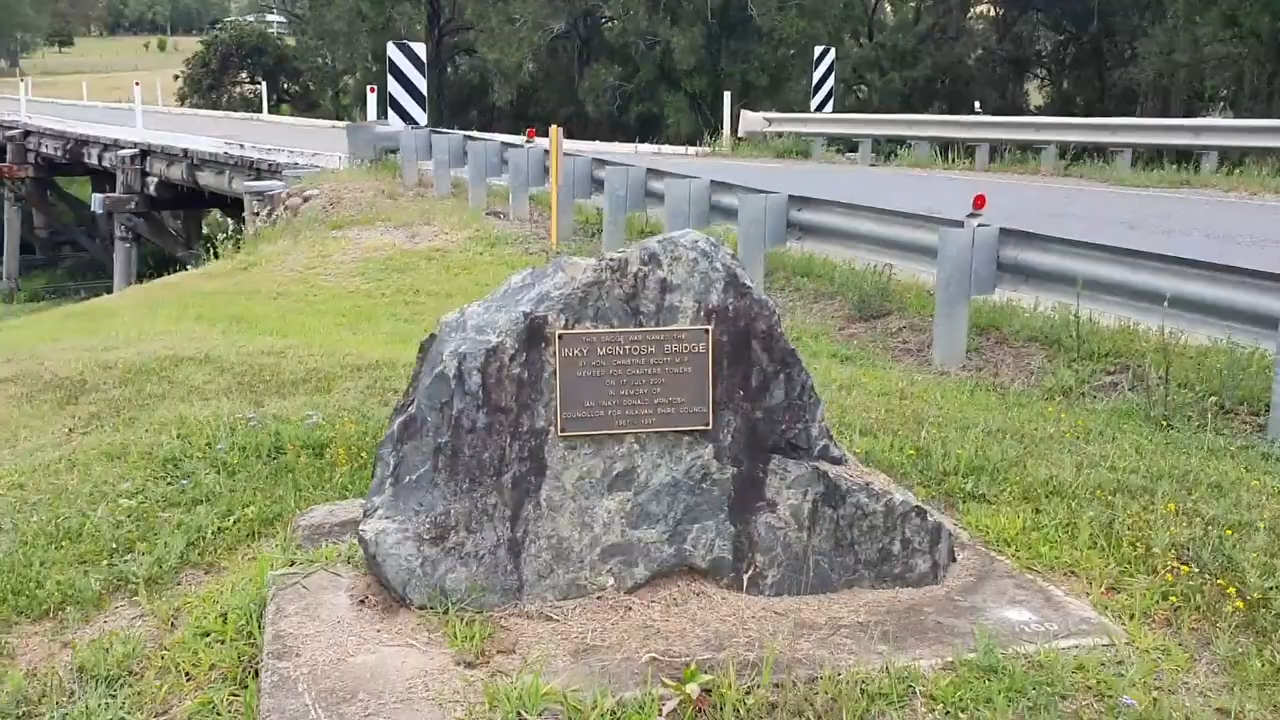 THIS BRIDGE WAS NAMED THE
INKY McINTOSH BRIDGE
BY HON. CHRISTINE SCOTT M.P.
MEMBER FOR CHARTERS TOWERS
ON 17 JULY 2001
IN MEMORY OF
IAN (INKY) DONALD McINTOSH
COUNCILLOR FOR KILKIVAN SHIRE COUNCIL
1967 - 1997
100